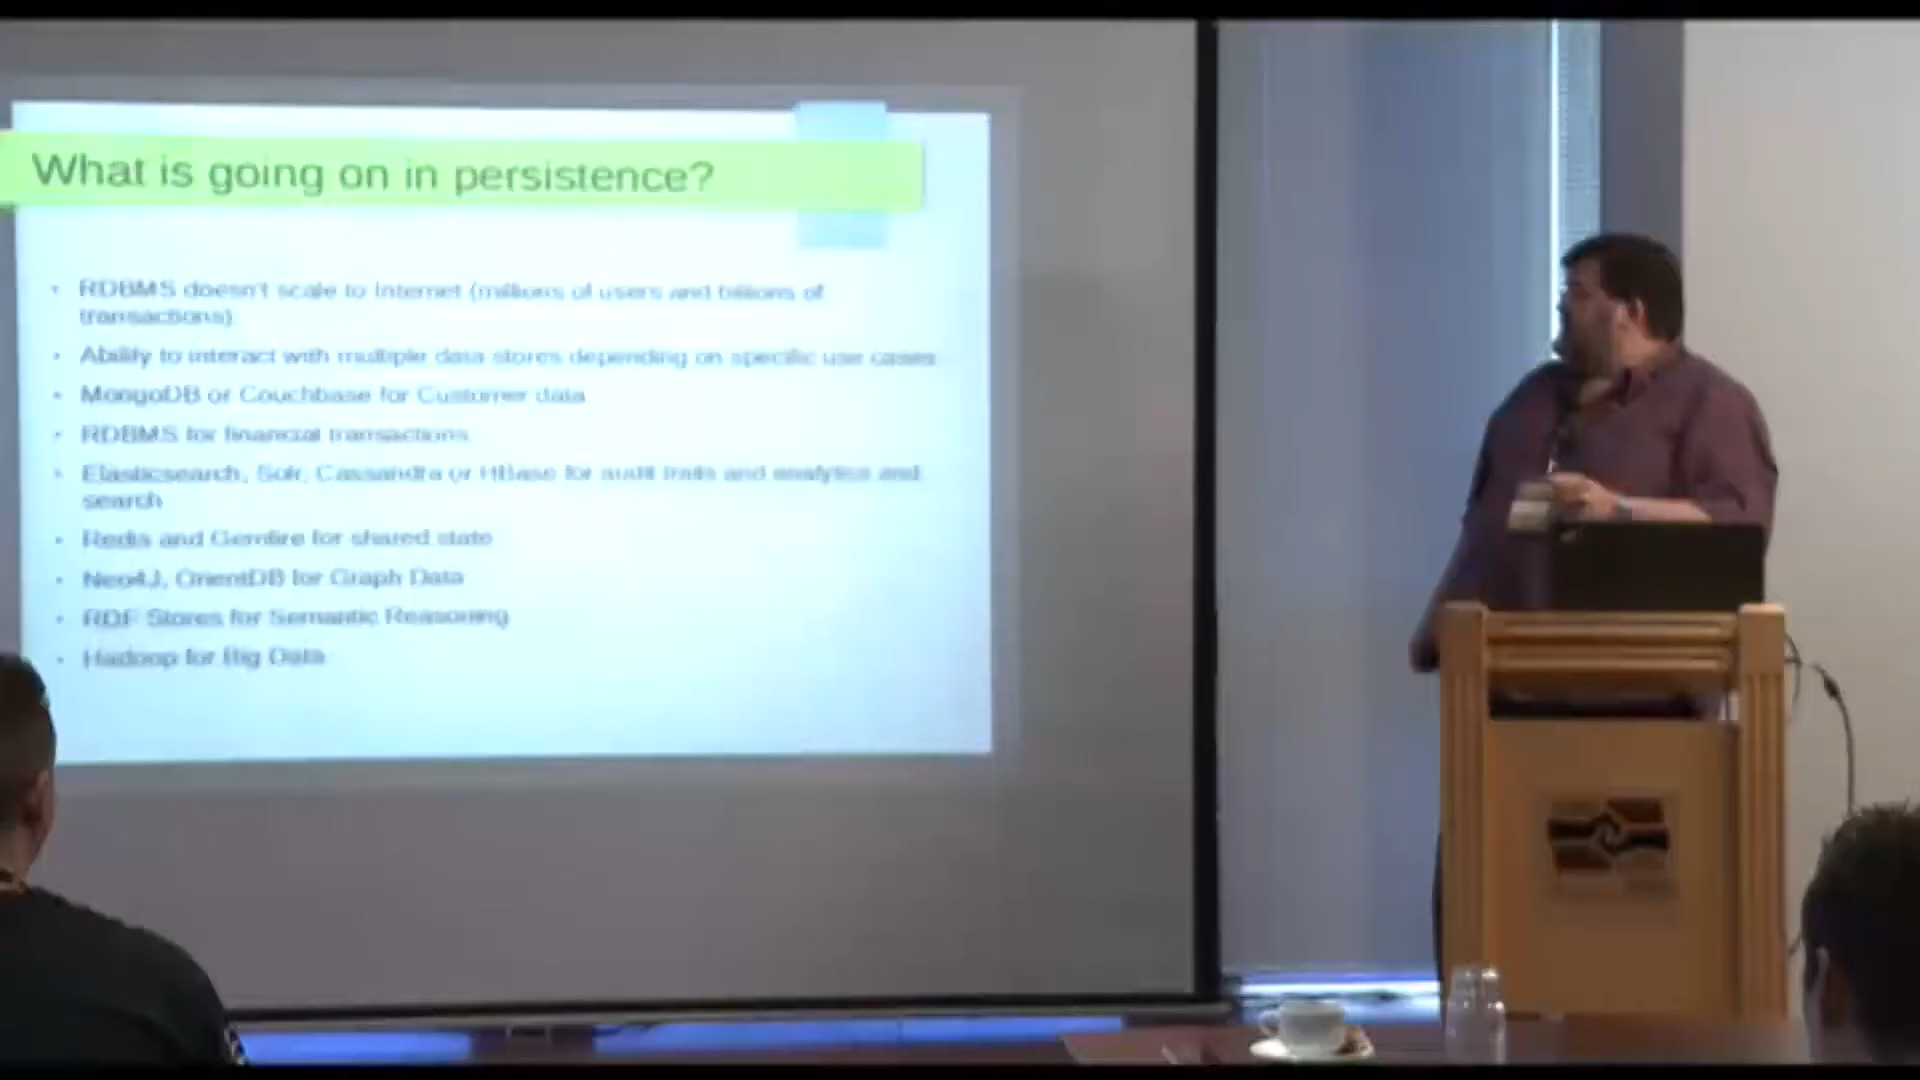 What is going on in persistence?
• RDBMS doesn't scale to Internet (millions of users and billions of
transactions).
• Ability to interact with multiple data stores depending on specific use cases
• MongoDB or Couchbase for Customer data
• RDBMS for financial transactions
• Elasticsearch, Solr, Cassandra or HBase for audit trails and analytics and
search
• Redis and Gemfire for shared state
• Neo4J, OrientDB for Graph Data
• RDF Stores for Semantic Reasoning
• Hadoop for Big Data